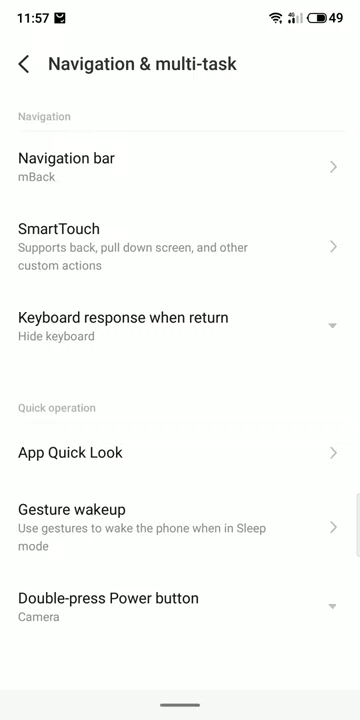 11:57
4G
49
Navigation & multi-task
Navigation
Navigation bar
mBack
SmartTouch
Supports back, pull down screen, and other
custom actions
Keyboard response when return
Hide keyboard
Quick operation
App Quick Look
Gesture wakeup
Use gestures to wake the phone when in Sleep
mode
Double-press Power button
Camera